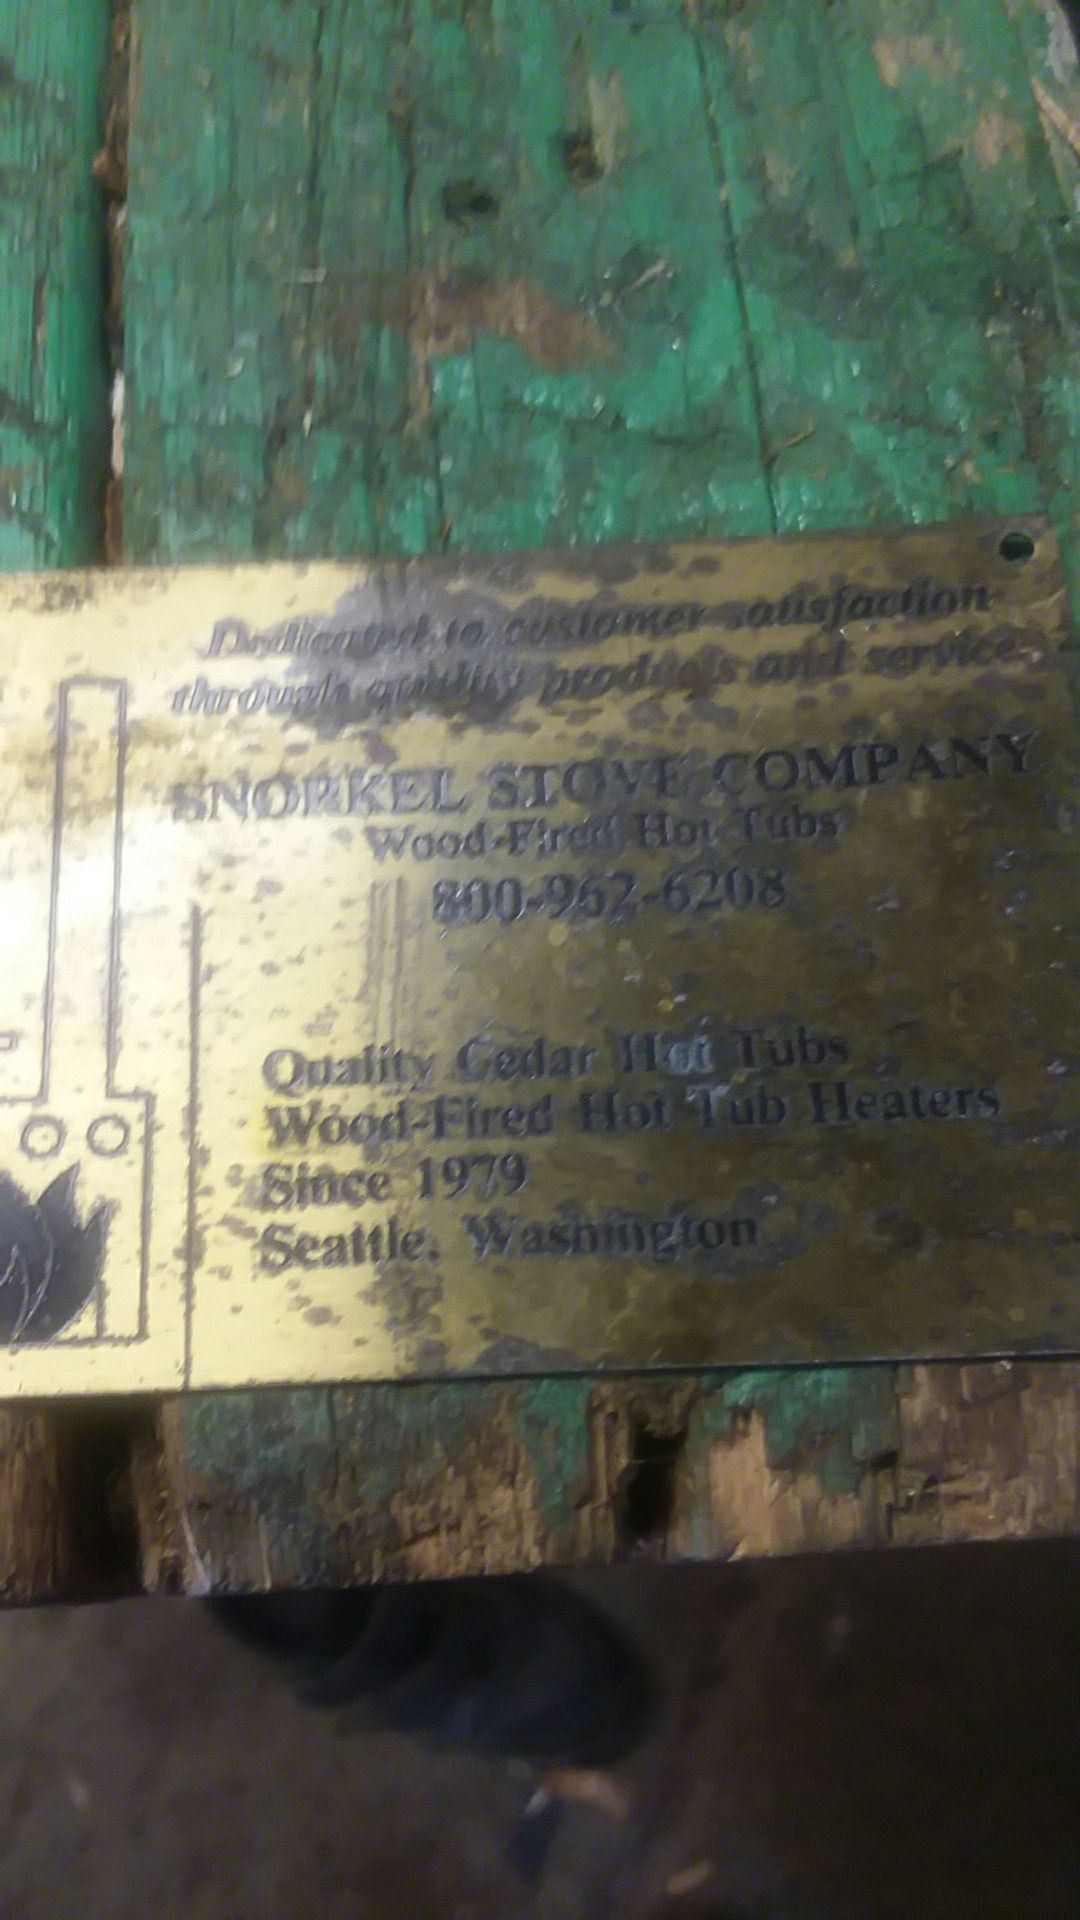 Dedicated to customer satisfaction
through quality products and service.
SNORKEL STOVE COMPANY
Wood-Fired Hot Tubs
800-962-6208
Quality Cedar Hot Tubs
Wood-Fired Hot Tub Heaters
Since 1979
Seattle, Washington